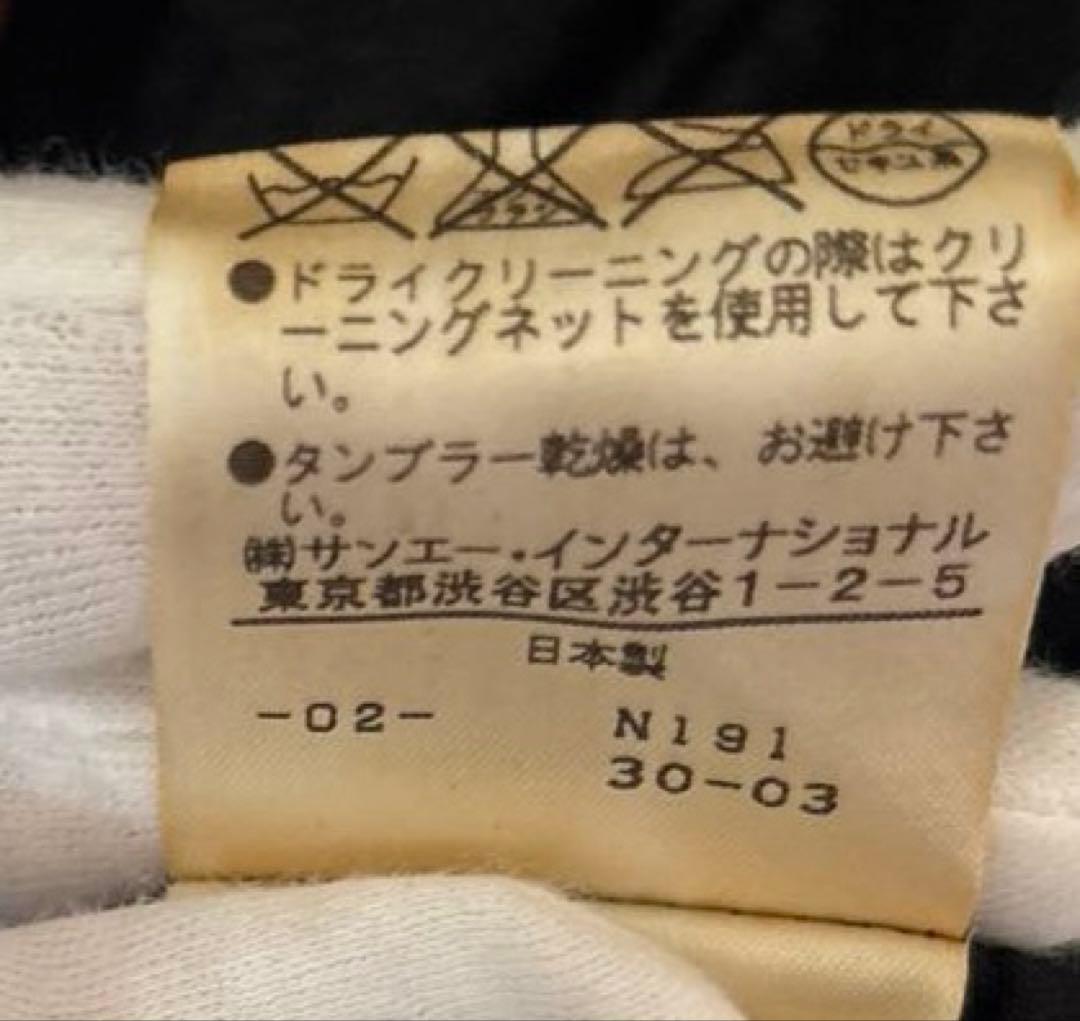 エンソ
ドライ
セキユ系
●ドライクリーニングの際はクリ
ーニングネットを使用して下さ
い。
●タンブラー乾燥は、お避け下さ
い。
㈱サンエー・インターナショナル
東京都渋谷区渋谷1-2-5
日本製
-02- N191
30-03